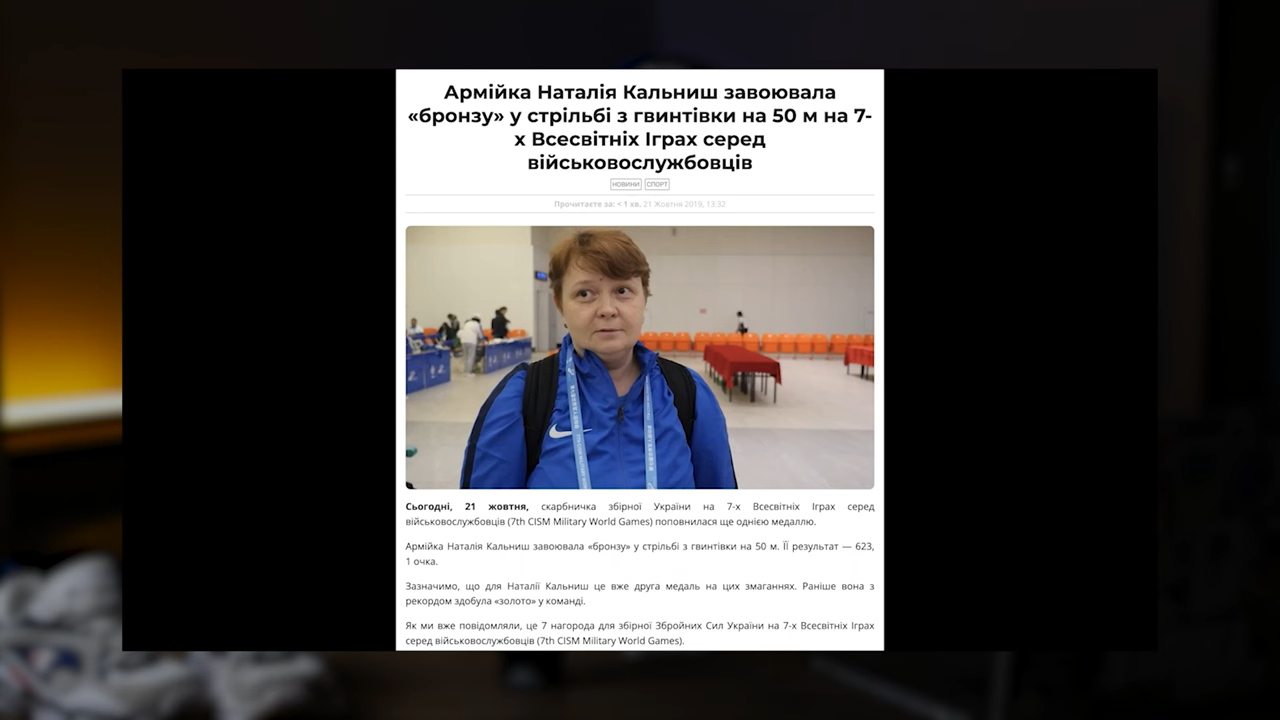 Армійка Наталія Кальниш завоювала
«бронзу» у стрільбі з гвинтівки на 50 м на 7-
х Всесвітніх Іграх серед
військовослужбовців
НОВИНИ СПОРТ
Прочитаєте за: < 1 хв. 21 Жовтня 2019, 13:32
Сьогодні, 21 жовтня, скарбничка збірної України на 7-х Всесвітніх Іграх серед
військовослужбовців (7th CISM Military World Games) поповнилася ще однією медаллю.
Армійка Наталія Кальниш завоювала «бронзу» у стрільбі з гвинтівки на 50 м. ЇЇ результат — 623,
1 очка.
Зазначимо, що для Наталії Кальниш це вже друга медаль на цих змаганнях. Раніше вона з
рекордом здобула «золото» у команді.
Як ми вже повідомляли, це 7 нагорода для збірної Збройних Сил України на 7-х Всесвітніх Іграх
серед військовослужбовців (7th CISM Military World Games).